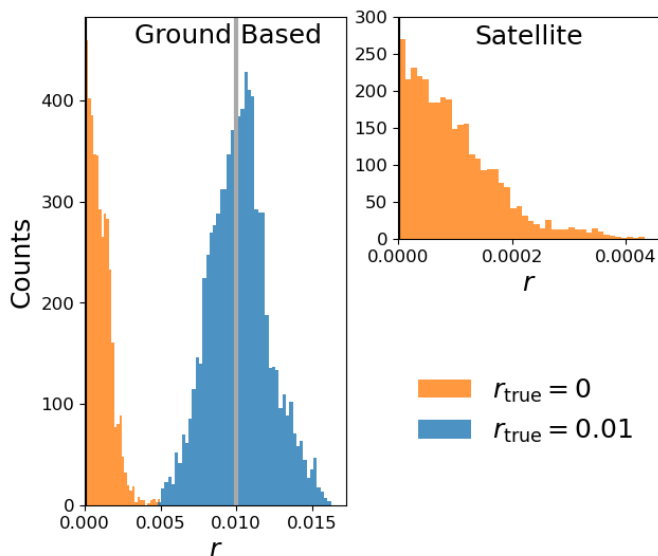 Ground Based
Counts
400
300
200
100
0
0.000 0.005 0.010 0.015
r
Satellite
300
250
200
150
100
50
0
0.0000 0.0002 0.0004
r
r_true = 0
r_true = 0.01